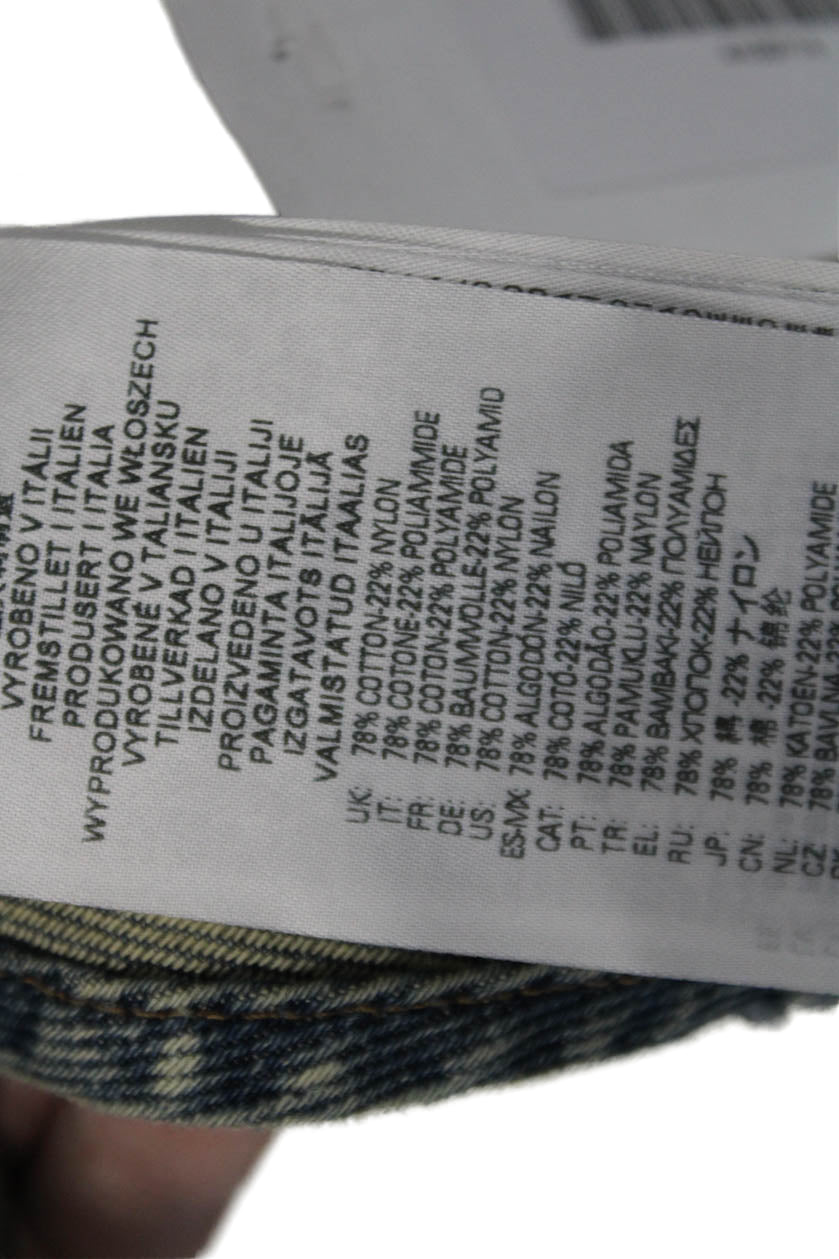 VYROBENO V ITÁLII
FREMSTILLET I ITALIEN
PRODUSERT I ITALIA
WYPRODUKOWANO WE WŁOSZECH
VYROBENÉ V TALIANSKU
TILLVERKAD I ITALIEN
IZDELANO V ITALIJI
PROIZVEDENO U ITALIJI
PAGAMINTA ITALIJOJE
IZGATAVOTS ITĀLIJĀ
VALMISTATUD ITAALIAS
UK: 78% COTTON-22% NYLON
IT: 78% COTONE-22% POLIAMMIDE
FR: 78% COTON-22% POLYAMIDE
DE: 78% BAUMWOLLE-22% POLYAMID
US: 78% COTTON-22% NYLON
ES-MX: 78% ALGODÓN-22% NAILON
CAT: 78% COTÓ-22% NILÓ
PT: 78% ALGODÃO-22% POLIAMIDA
TR: 78% PAMUKLU-22% NAYLON
EL: 78% ΒΑΜΒΑΚΙ-22% ΠΟΛΥΑΜΙΔΕΣ
RU: 78% ХЛОПОК-22% НЕЙЛОН
JP: 78% 綿 -22% ナイロン
CN: 78% 棉 -22% 锦纶
NL: 78% KATOEN-22% POLYAMIDE
CZ: 78%